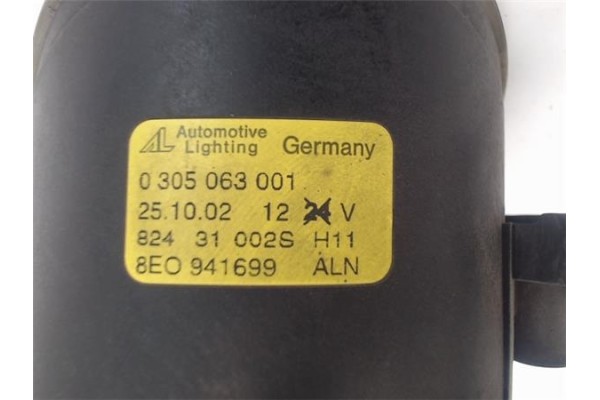 AL Automotive Lighting Germany
0 305 063 001
25.10.02 12 24 V
824 31 002S H11
8EO 941699 ALN